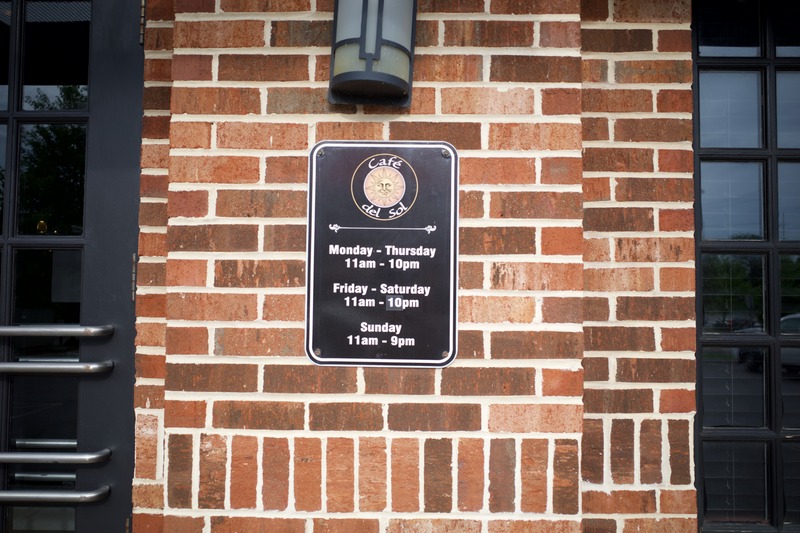 Café
del sol
Monday - Thursday
11am - 10pm
Friday - Saturday
11am - 10pm
Sunday
11am - 9pm